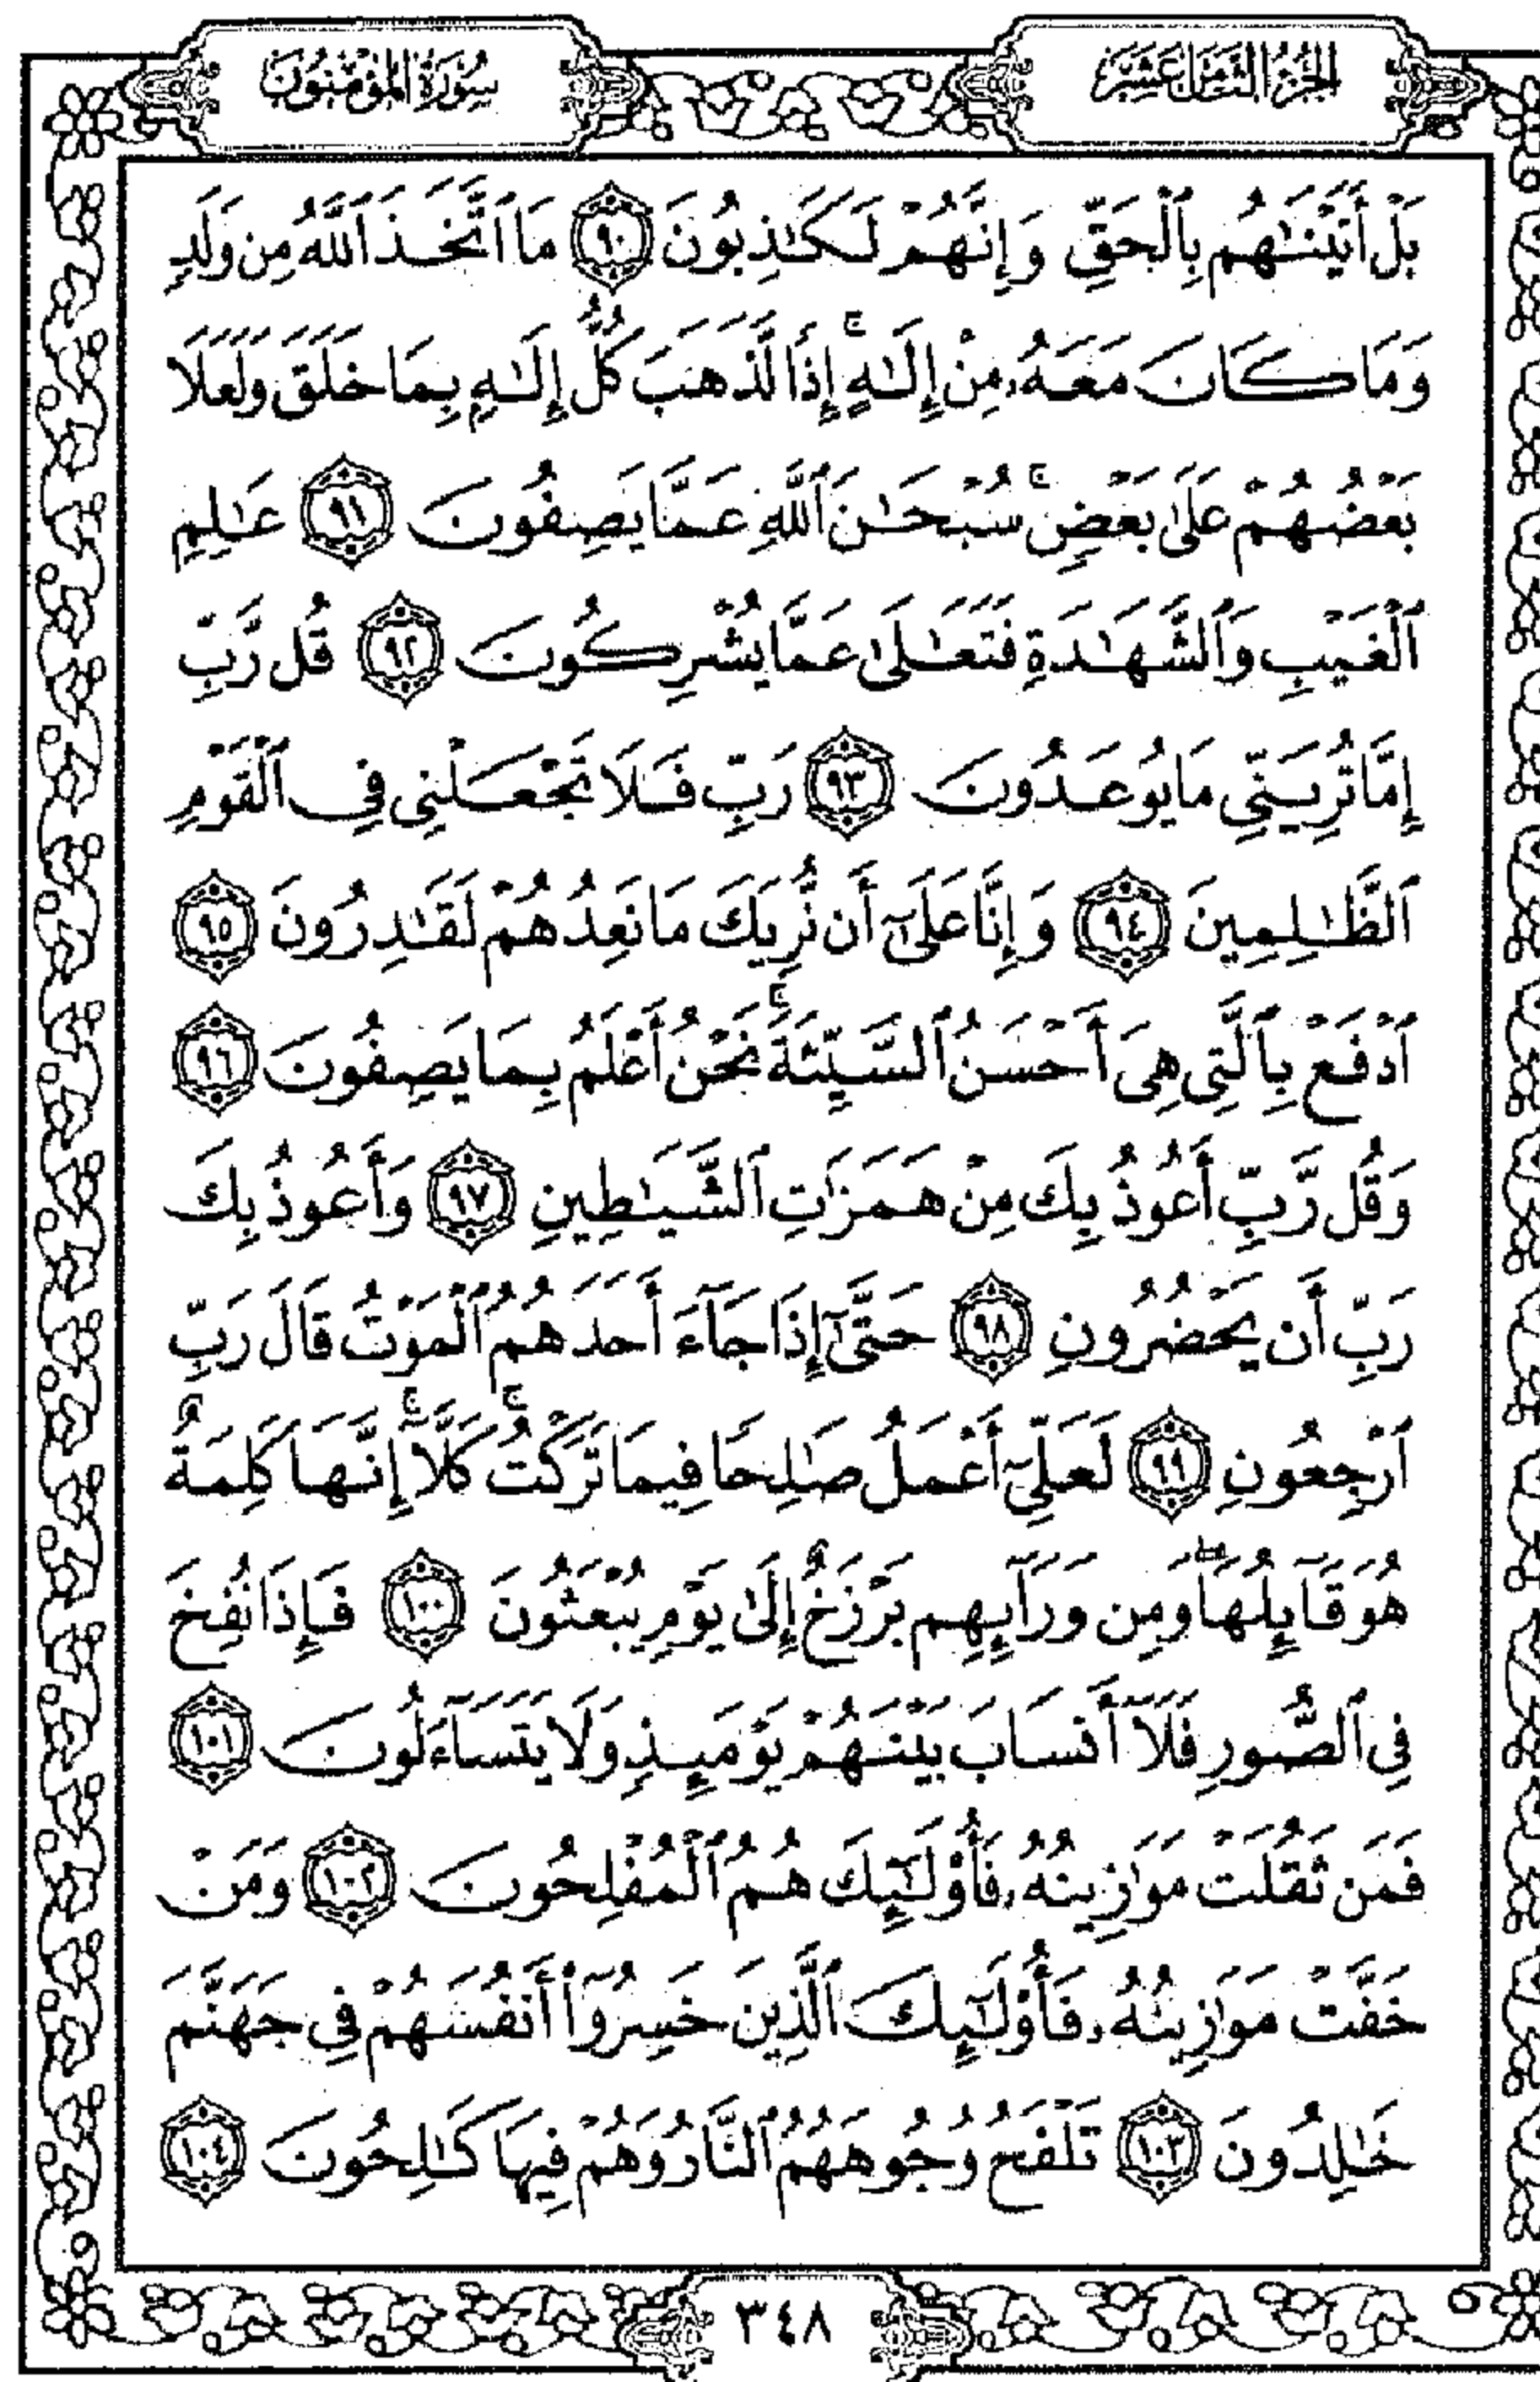 الجزء الثامن عشر
سورة المؤمنون
بَلْ أَتَيْنَٰهُم بِٱلْحَقِّ وَإِنَّهُمْ لَكَٰذِبُونَ ٩٠ مَا ٱتَّخَذَ ٱللَّهُ مِن وَلَدٍ
وَمَا كَانَ مَعَهُۥ مِنْ إِلَٰهٍ ۚ إِذًا لَّذَهَبَ كُلُّ إِلَٰهٍۭ بِمَا خَلَقَ وَلَعَلَا
بَعْضُهُمْ عَلَىٰ بَعْضٍ ۚ سُبْحَٰنَ ٱللَّهِ عَمَّا يَصِفُونَ ٩١ عَٰلِمِ
ٱلْغَيْبِ وَٱلشَّهَٰدَةِ فَتَعَٰلَىٰ عَمَّا يُشْرِكُونَ ٩٢ قُل رَّبِّ
إِمَّا تُرِيَنِّي مَا يُوعَدُونَ ٩٣ رَبِّ فَلَا تَجْعَلْنِي فِي ٱلْقَوْمِ
ٱلظَّٰلِمِينَ ٩٤ وَإِنَّا عَلَىٰٓ أَن نُّرِيَكَ مَا نَعِدُهُمْ لَقَٰدِرُونَ ٩٥
ٱدْفَعْ بِٱلَّتِي هِيَ أَحْسَنُ ٱلسَّيِّئَةَ ۚ نَحْنُ أَعْلَمُ بِمَا يَصِفُونَ ٩٦
وَقُل رَّبِّ أَعُوذُ بِكَ مِنْ هَمَزَٰتِ ٱلشَّيَٰطِينِ ٩٧ وَأَعُوذُ بِكَ
رَبِّ أَن يَحْضُرُونِ ٩٨ حَتَّىٰٓ إِذَا جَآءَ أَحَدَهُمُ ٱلْمَوْتُ قَالَ رَبِّ
ٱرْجِعُونِ ٩٩ لَعَلِّيٓ أَعْمَلُ صَٰلِحًا فِيمَا تَرَكْتُ ۚ كَلَّآ ۚ إِنَّهَا كَلِمَةٌ
هُوَ قَآئِلُهَا ۖ وَمِن وَرَآئِهِم بَرْزَخٌ إِلَىٰ يَوْمِ يُبْعَثُونَ ١٠٠ فَإِذَا نُفِخَ
فِي ٱلصُّورِ فَلَآ أَنسَابَ بَيْنَهُمْ يَوْمَئِذٍ وَلَا يَتَسَآءَلُونَ ١٠١
فَمَن ثَقُلَتْ مَوَٰزِينُهُۥ فَأُو۟لَٰٓئِكَ هُمُ ٱلْمُفْلِحُونَ ١٠٢ وَمَنْ
خَفَّتْ مَوَٰزِينُهُۥ فَأُو۟لَٰٓئِكَ ٱلَّذِينَ خَسِرُوٓا۟ أَنفُسَهُمْ فِي جَهَنَّمَ
خَٰلِدُونَ ١٠٣ تَلْفَحُ وُجُوهَهُمُ ٱلنَّارُ وَهُمْ فِيهَا كَٰلِحُونَ ١٠٤
٣٤٨